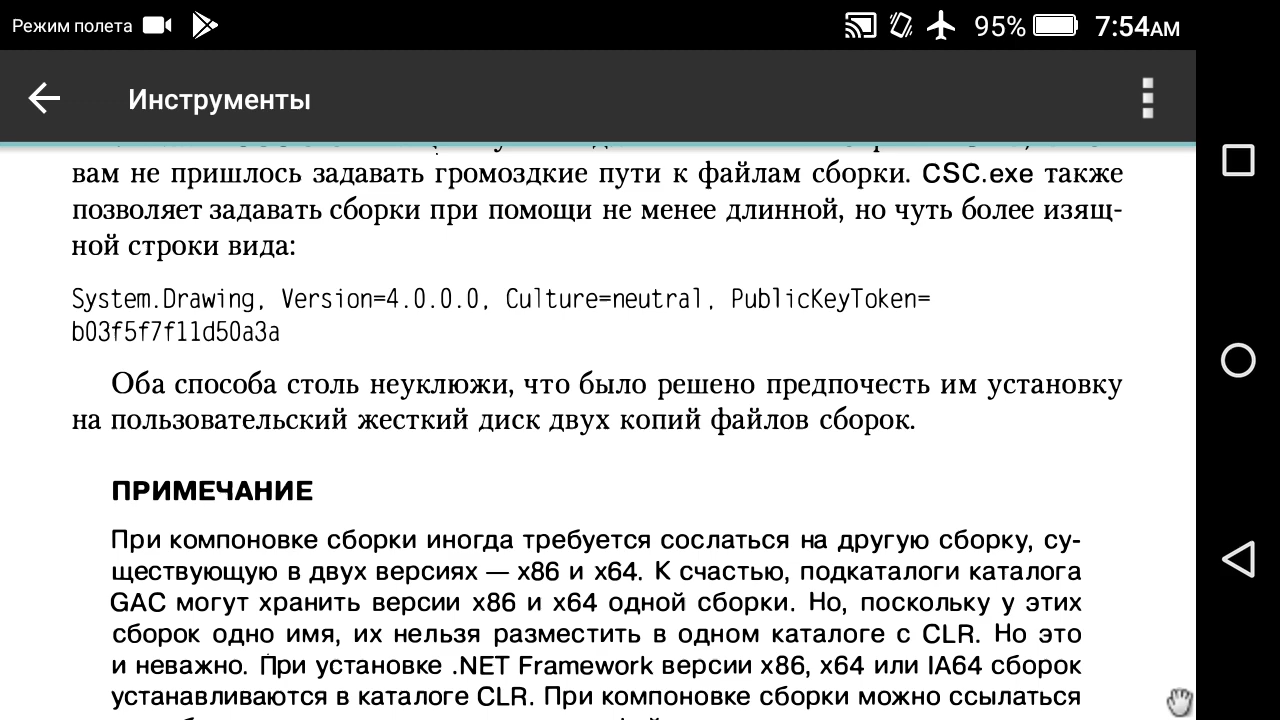 Режим полета
95%
7:54AM
Инструменты
вам не пришлось задавать громоздкие пути к файлам сборки. CSC.exe также
позволяет задавать сборки при помощи не менее длинной, но чуть более изящ-
ной строки вида:
System.Drawing, Version=4.0.0.0, Culture=neutral, PublicKeyToken=
b03f5f7f11d50a3a
Оба способа столь неуклюжи, что было решено предпочесть им установку
на пользовательский жесткий диск двух копий файлов сборок.
ПРИМЕЧАНИЕ
При компоновке сборки иногда требуется сослаться на другую сборку, су-
ществующую в двух версиях — x86 и x64. К счастью, подкаталоги каталога
GAC могут хранить версии x86 и x64 одной сборки. Но, поскольку у этих
сборок одно имя, их нельзя разместить в одном каталоге с CLR. Но это
и неважно. При установке .NET Framework версии x86, x64 или IA64 сборок
устанавливаются в каталоге CLR. При компоновке сборки можно ссылаться